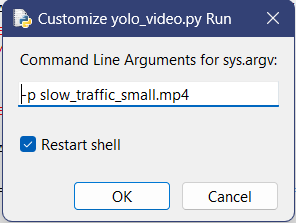 Customize yolo_video.py Run
Command Line Arguments for sys.argv:
-p slow_traffic_small.mp4
Restart shell
OK Cancel